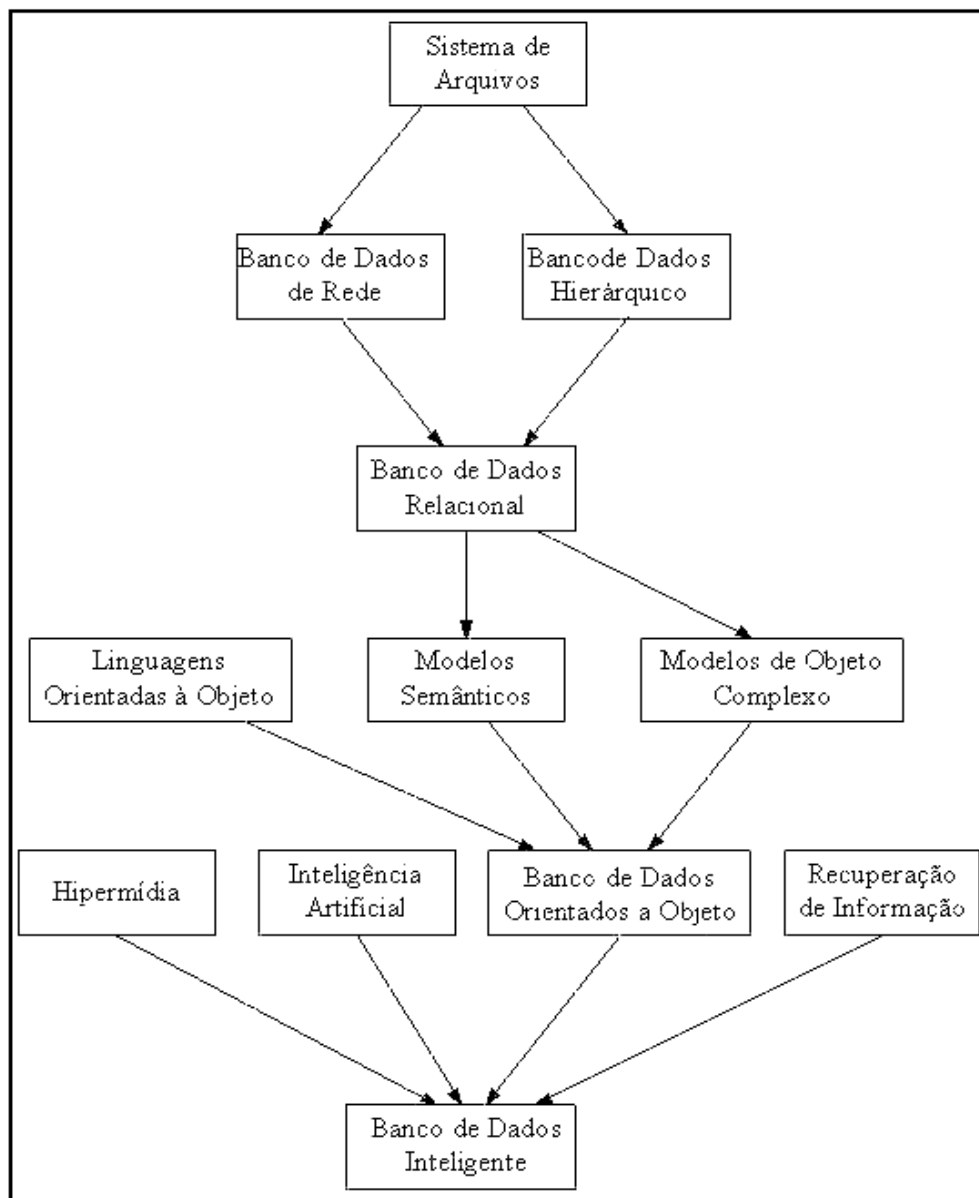 Sistema de
Arquivos
Banco de Dados
de Rede
Bancode Dados
Hierárquico
Banco de Dados
Relacional
Linguagens
Orientadas à Objeto
Modelos
Semânticos
Modelos de Objeto
Complexo
Hipermídia
Inteligência
Artificial
Banco de Dados
Orientados a Objeto
Recuperação
de Informação
Banco de Dados
Inteligente